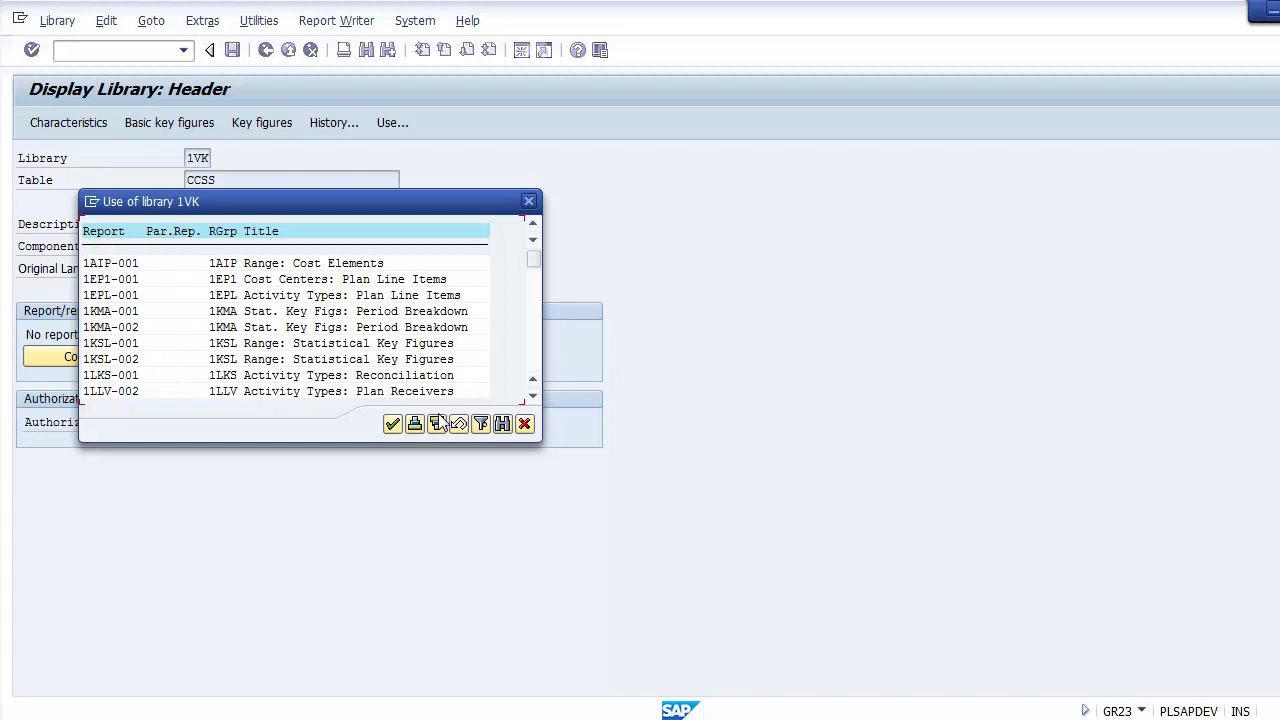 Library Edit Goto Extras Utilities Report Writer System Help
Display Library: Header
Characteristics Basic key figures Key figures History... Use...
Library 1VK
Table CCSS
Use of library 1VK
Report Par.Rep. RGrp Title
1AIP-001 1AIP Range: Cost Elements
1EP1-001 1EP1 Cost Centers: Plan Line Items
1EPL-001 1EPL Activity Types: Plan Line Items
1KMA-001 1KMA Stat. Key Figs: Period Breakdown
1KMA-002 1KMA Stat. Key Figs: Period Breakdown
1KSL-001 1KSL Range: Statistical Key Figures
1KSL-002 1KSL Range: Statistical Key Figures
1LKS-001 1LKS Activity Types: Reconciliation
1LLV-002 1LLV Activity Types: Plan Receivers
Descripti
Component
Original Lan
Report/re
No report
Co
Authorizat
Authoriz
SAP GR23 PLSAPDEV INS